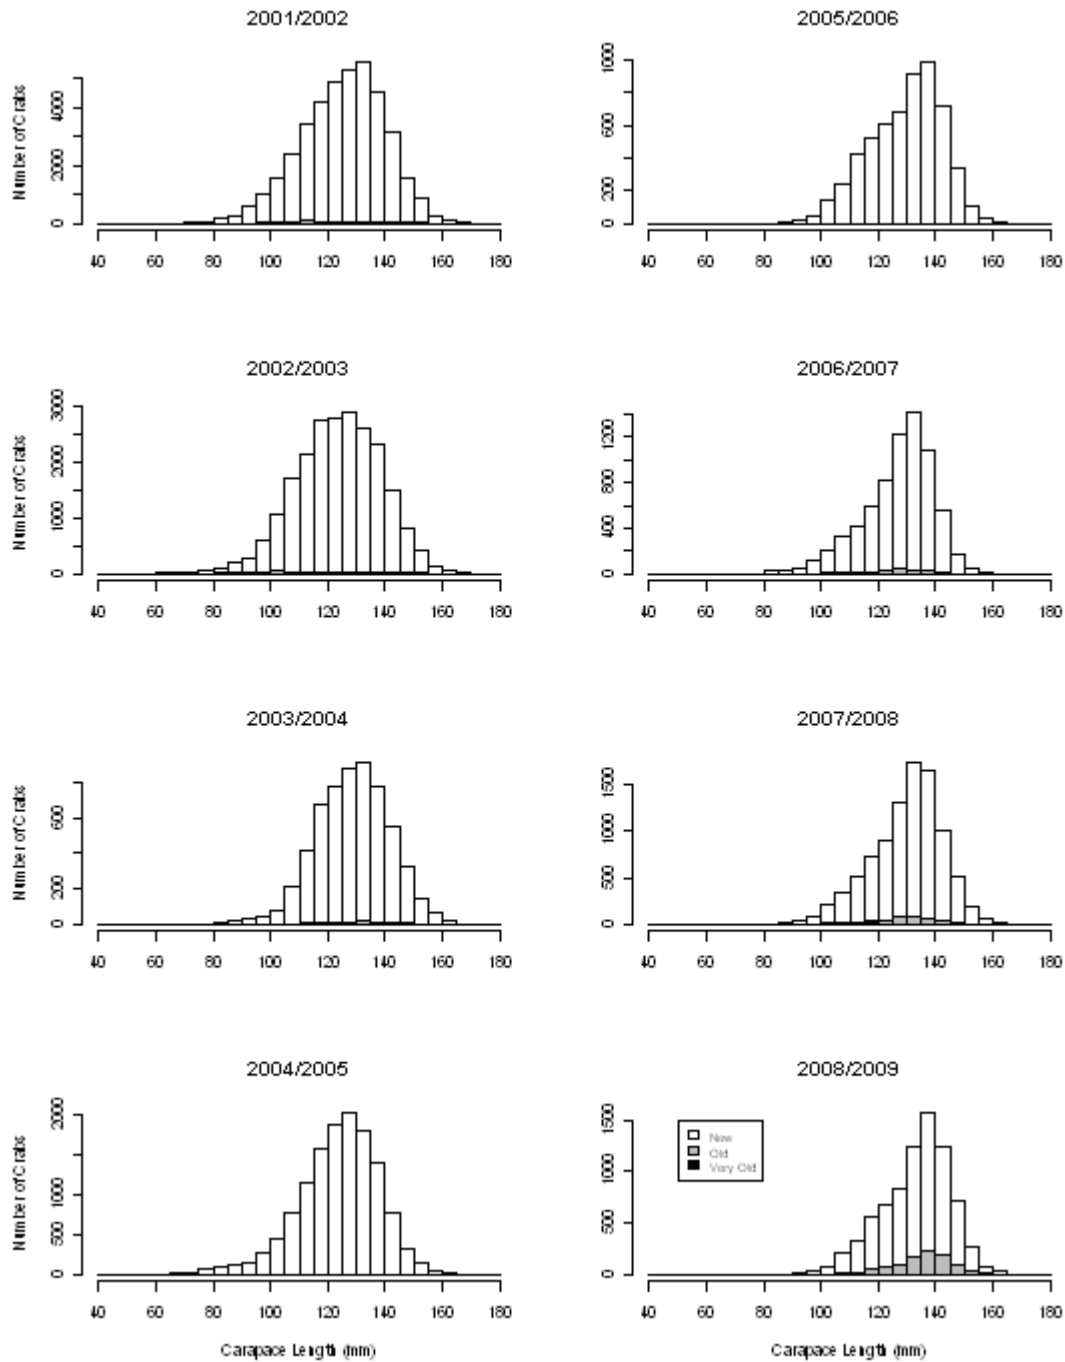 2001/2002
Number of Crabs
0 2000 4000
40 60 80 100 120 140 160 180
2005/2006
0 200 600 1000
40 60 80 100 120 140 160 180
2002/2003
Number of Crabs
0 1000 2000 3000
40 60 80 100 120 140 160 180
2006/2007
0 400 800 1200
40 60 80 100 120 140 160 180
2003/2004
Number of Crabs
0 200 600
40 60 80 100 120 140 160 180
2007/2008
0 500 1000 1500
40 60 80 100 120 140 160 180
2004/2005
Number of Crabs
0 500 1000 2000
40 60 80 100 120 140 160 180
Carapace Length (mm)
2008/2009
0 500 1000 1500
New
Old
Very Old
40 60 80 100 120 140 160 180
Carapace Length (mm)